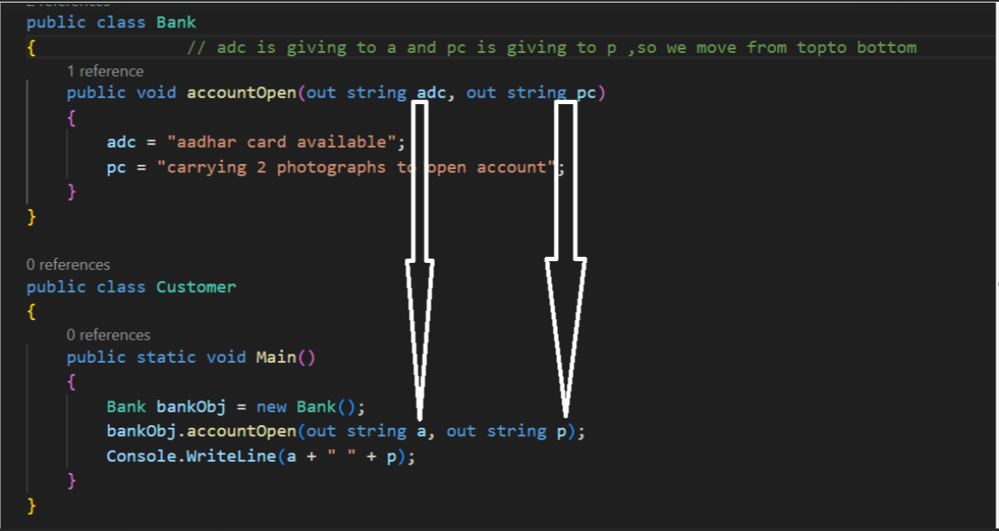 public class Bank
{ // adc is giving to a and pc is giving to p ,so we move from topto bottom
1 reference
public void accountOpen(out string adc, out string pc)
{
adc = "aadhar card available";
pc = "carrying 2 photographs to open account";
}
}
0 references
public class Customer
{
0 references
public static void Main()
{
Bank bankObj = new Bank();
bankObj.accountOpen(out string a, out string p);
Console.WriteLine(a + " " + p);
}
}